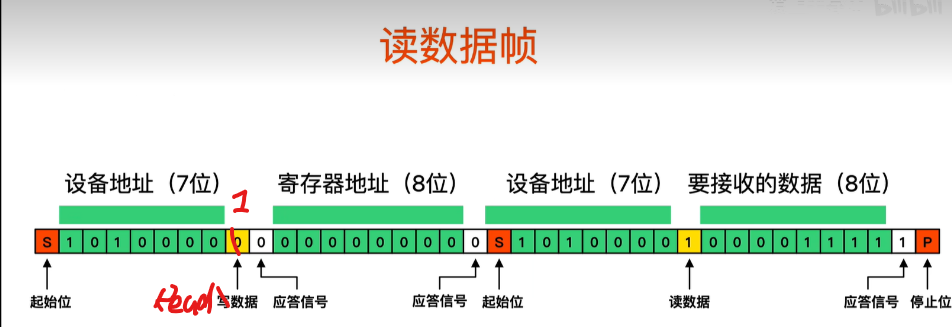 bilibili
读数据帧
设备地址（7位） 寄存器地址（8位） 设备地址（7位） 要接收的数据（8位）
1
S 1 0 1 0 0 0 0 0 0 0 0 0 0 0 0 0 0 0 S 1 0 1 0 0 0 0 1 0 0 0 0 1 1 1 1 1 P
起始位 写数据 应答信号 应答信号 起始位 读数据 应答信号 停止位